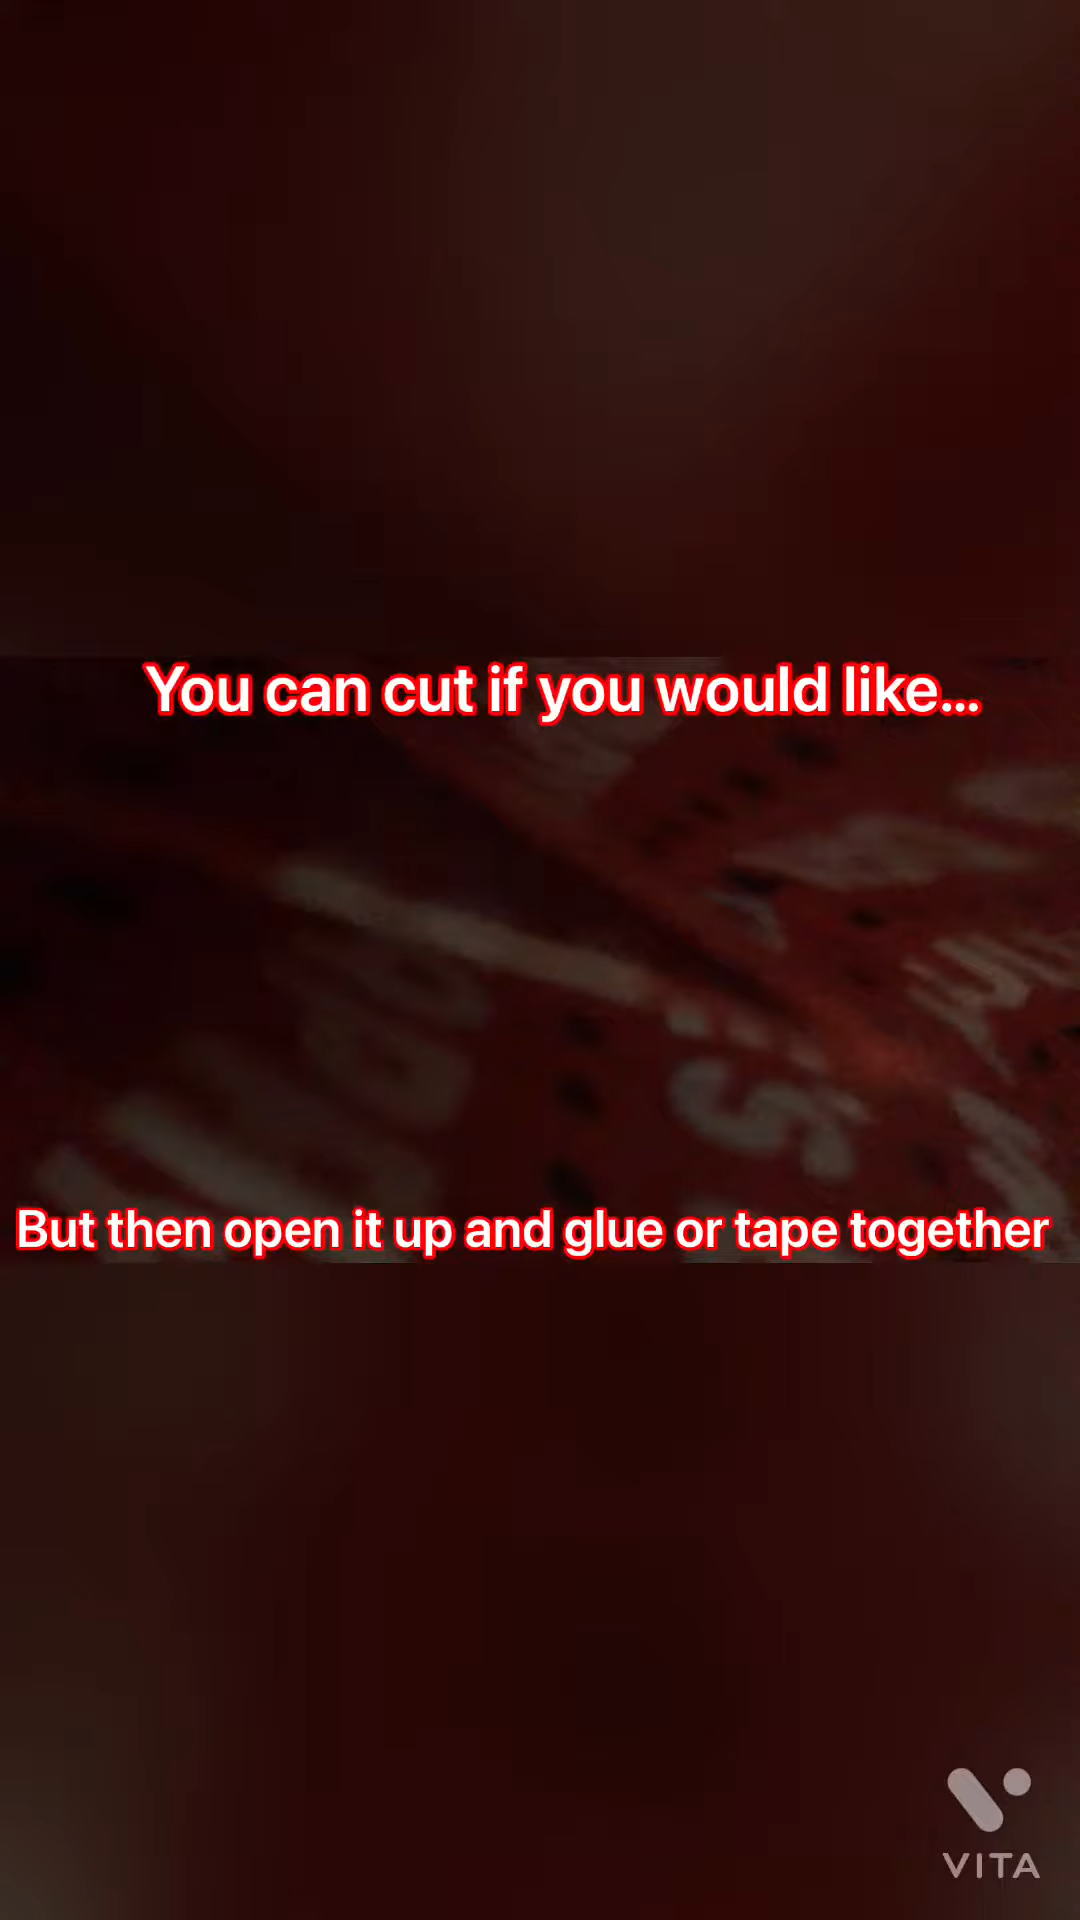 You can cut if you would like...
But then open it up and glue or tape together
VITA